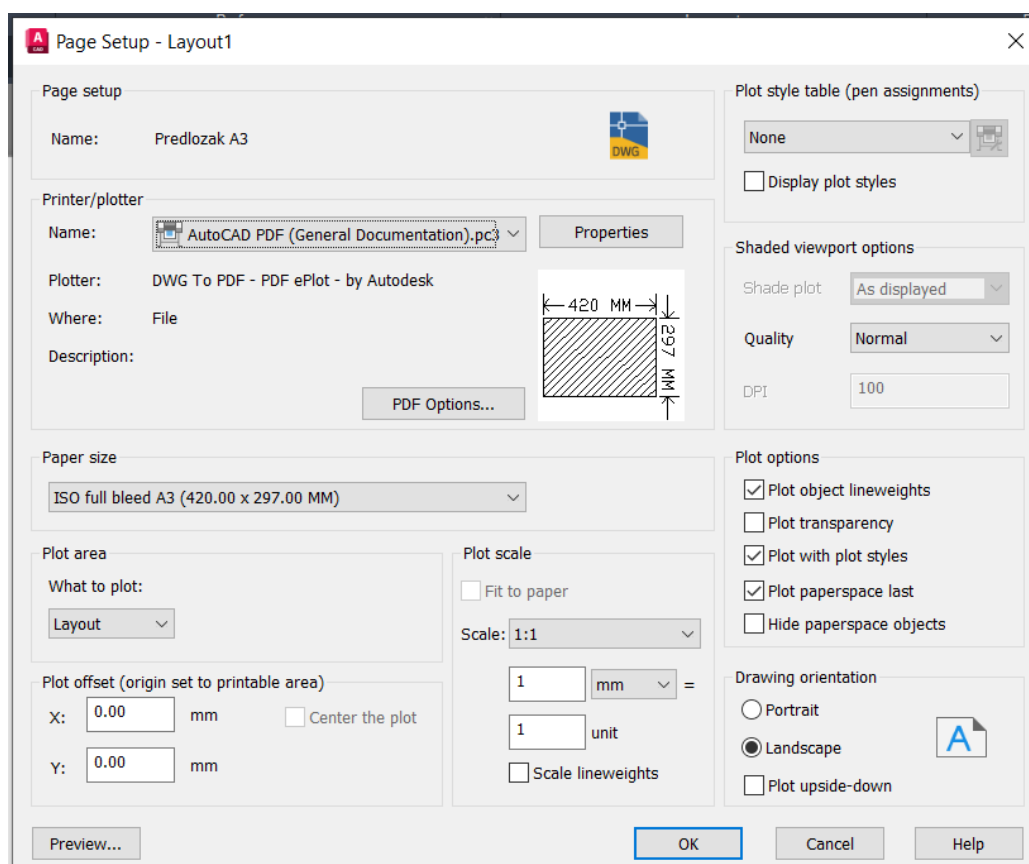 Page Setup - Layout1
Page setup
Name: Predlozak A3
DWG
Printer/plotter
Name: AutoCAD PDF (General Documentation).pc3
Properties
Plotter: DWG To PDF - PDF ePlot - by Autodesk
Where: File
Description:
420 MM
297 MM
PDF Options...
Paper size
ISO full bleed A3 (420.00 x 297.00 MM)
Plot area
What to plot:
Layout
Plot offset (origin set to printable area)
X: 0.00 mm
Center the plot
Y: 0.00 mm
Plot scale
Fit to paper
Scale: 1:1
1 mm =
1 unit
Scale lineweights
Plot style table (pen assignments)
None
Display plot styles
Shaded viewport options
Shade plot As displayed
Quality Normal
DPI 100
Plot options
Plot object lineweights
Plot transparency
Plot with plot styles
Plot paperspace last
Hide paperspace objects
Drawing orientation
Portrait
Landscape
A
Plot upside-down
Preview...
OK
Cancel
Help